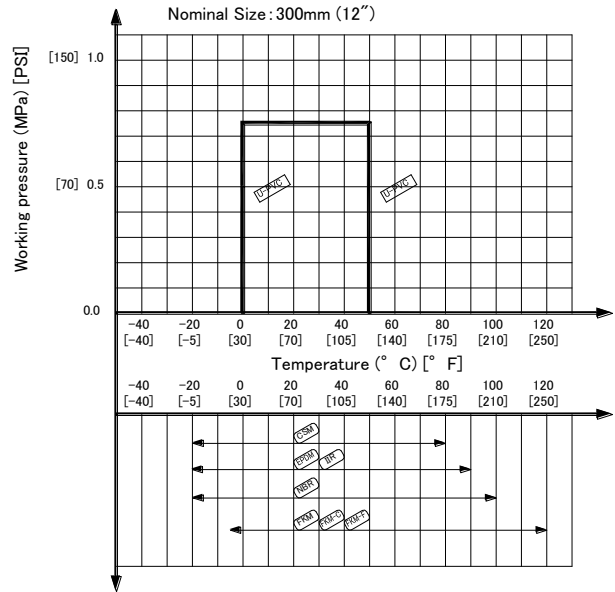 Nominal Size:300mm (12")
Working pressure (MPa) [PSI]
[150] 1.0
[70] 0.5
0.0
U-PVC U-PVC
-40 -20 0 20 40 60 80 100 120
[-40] [-5] [30] [70] [105] [140] [175] [210] [250]
Temperature (° C) [° F]
-40 -20 0 20 40 60 80 100 120
[-40] [-5] [30] [70] [105] [140] [175] [210] [250]
CSM
EPDM IIR
NBR
FKM FKM-C FKM-F